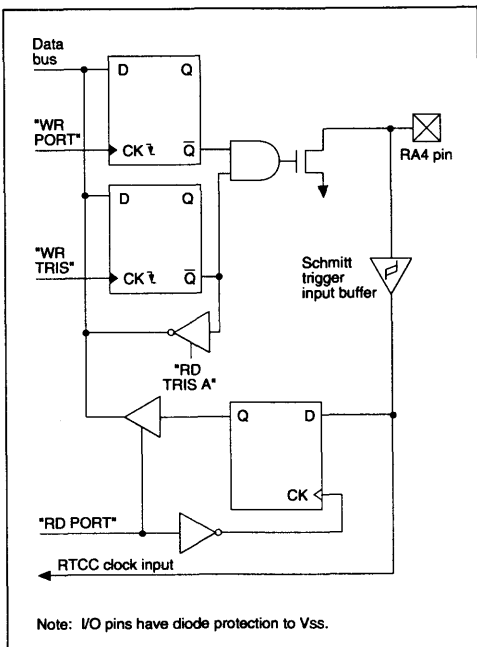 Data
bus
D Q
"WR
PORT"
CK Q
RA4 pin
D Q
"WR
TRIS"
CK Q
Schmitt
trigger
input buffer
"RD
TRIS A"
Q D
CK
"RD PORT"
RTCC clock input
Note: I/O pins have diode protection to Vss.